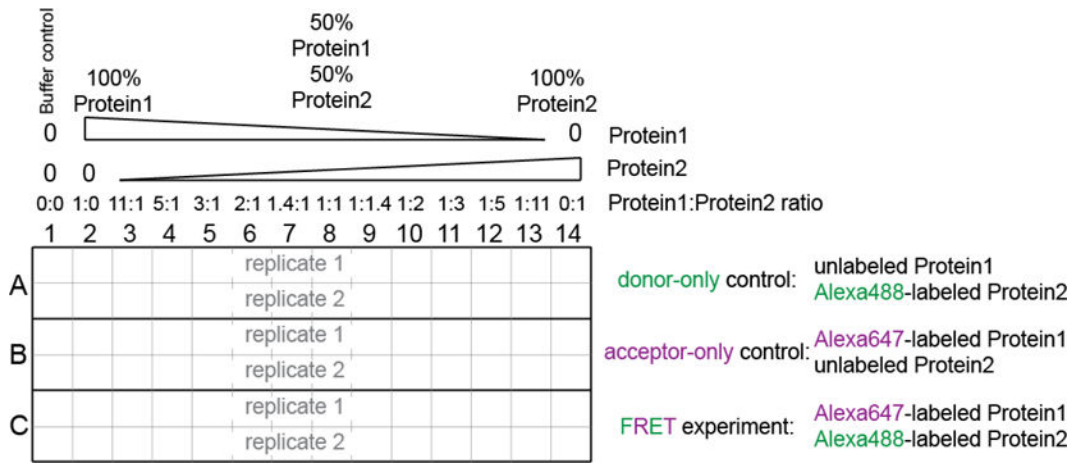 Buffer control
50%
Protein1
50%
Protein2
100%
Protein1
100%
Protein2
0 0 Protein1
0 0 Protein2
0:0 1:0 11:1 5:1 3:1 2:1 1.4:1 1:1 1:1.4 1:2 1:3 1:5 1:11 0:1 Protein1:Protein2 ratio
1 2 3 4 5 6 7 8 9 10 11 12 13 14
A
replicate 1
replicate 2
donor-only control:
unlabeled Protein1
Alexa488-labeled Protein2
B
replicate 1
replicate 2
acceptor-only control:
Alexa647-labeled Protein1
unlabeled Protein2
C
replicate 1
replicate 2
FRET experiment:
Alexa647-labeled Protein1
Alexa488-labeled Protein2